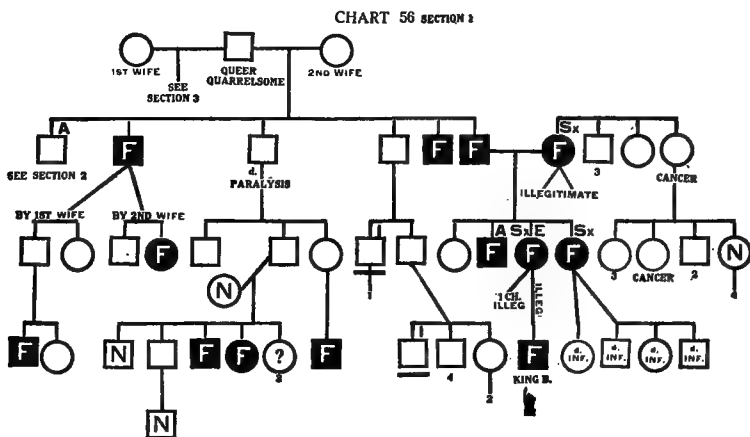 CHART 56 SECTION 1
1ST WIFE
QUEER
QUARRELSOME
2ND WIFE
SEE
SECTION 3
A
F
F
F
F
Sx
3
SEE SECTION 2
d.
PARALYSIS
ILLEGITIMATE
CANCER
BY 1ST WIFE
BY 2ND WIFE
F
1
A
F
SxE
F
Sx
F
3
CANCER
2
N
4
N
1 CH.
ILLEG
ILLEG.
F
N
F
F
?
3
F
4
2
F
KING B.
d.
INF.
d.
INF.
d.
INF.
d.
INF.
N